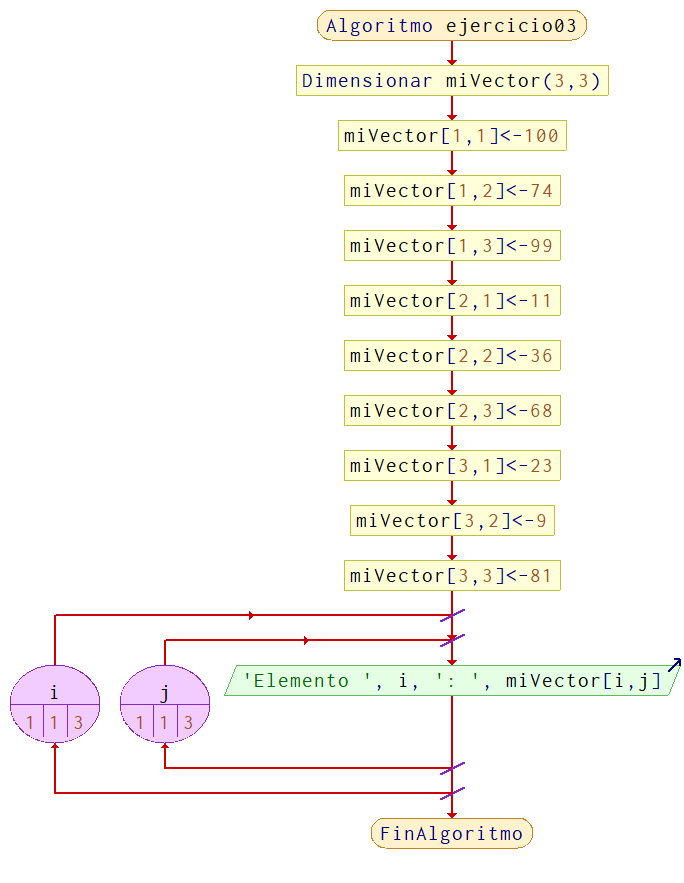 Algoritmo ejercicio03
Dimensionar miVector(3,3)
miVector[1,1]<-100
miVector[1,2]<-74
miVector[1,3]<-99
miVector[2,1]<-11
miVector[2,2]<-36
miVector[2,3]<-68
miVector[3,1]<-23
miVector[3,2]<-9
miVector[3,3]<-81
i
1 1 3
j
1 1 3
'Elemento ', i, ': ', miVector[i,j]
FinAlgoritmo